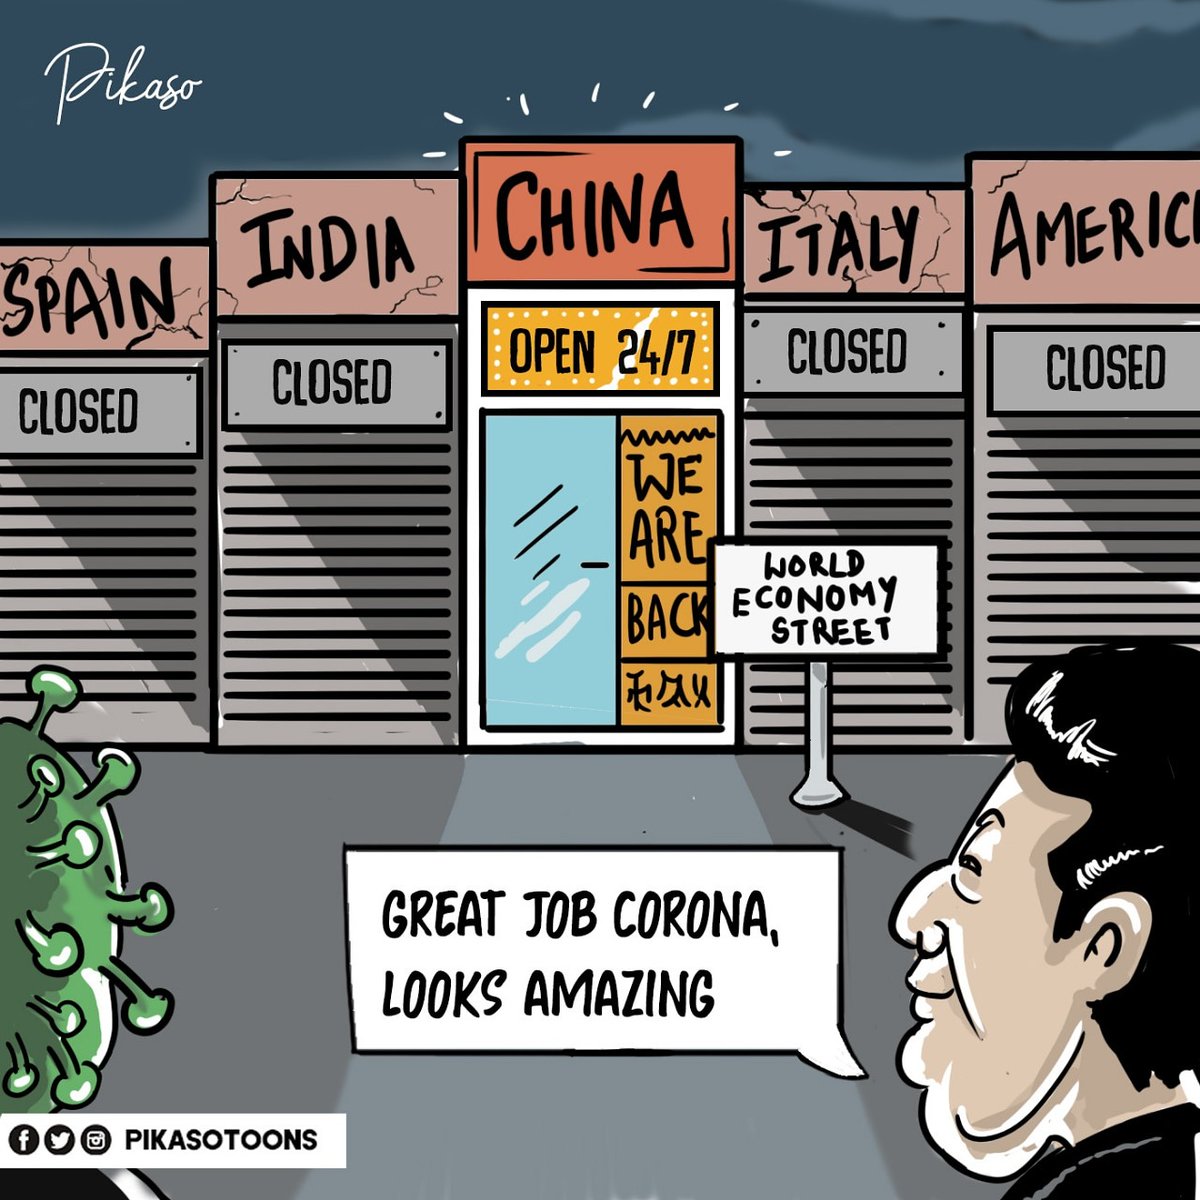 Pikaso
SPAIN
INDIA
CHINA
ITALY
AMERIC
CLOSED
CLOSED
OPEN 24/7
CLOSED
CLOSED
WE
ARE
BACK
WORLD
ECONOMY
STREET
GREAT JOB CORONA,
LOOKS AMAZING
PIKASOTOONS